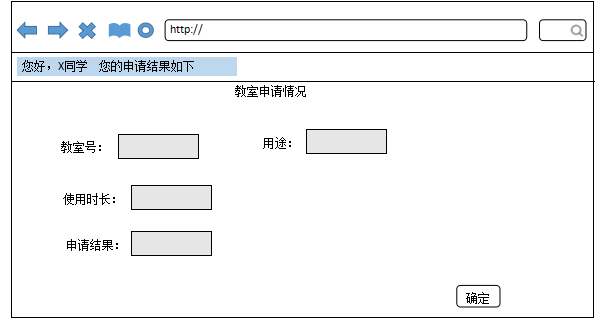 http://
您好，X同学 您的申请结果如下
教室申请情况
教室号： 用途：
使用时长：
申请结果：
确定